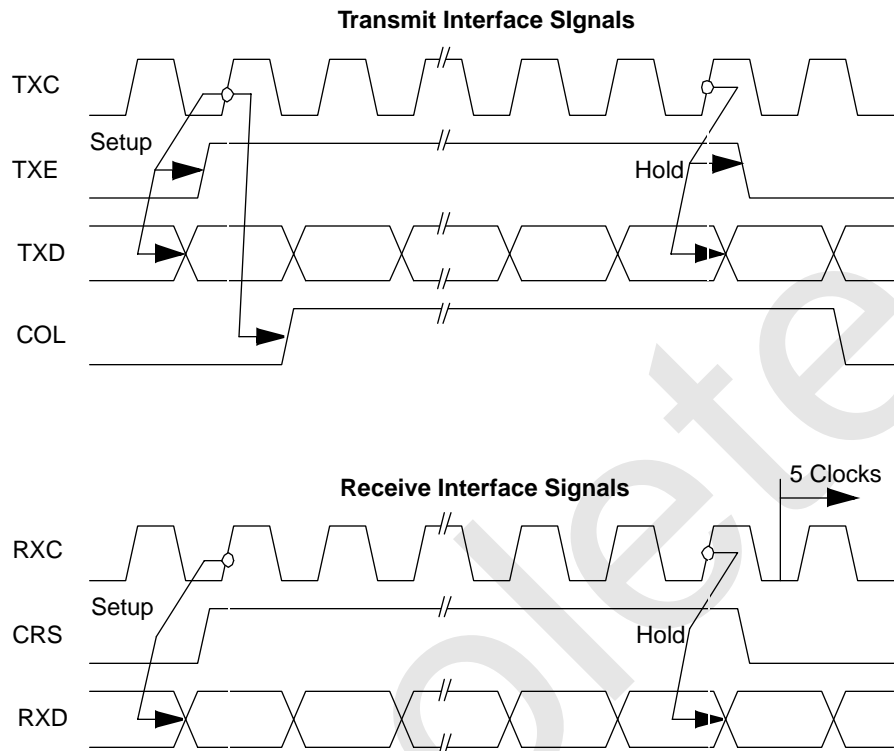 Transmit Interface SIgnals
TXC
Setup
TXE
Hold
TXD
COL
5 Clocks
Receive Interface Signals
RXC
Setup
CRS
Hold
RXD
olete